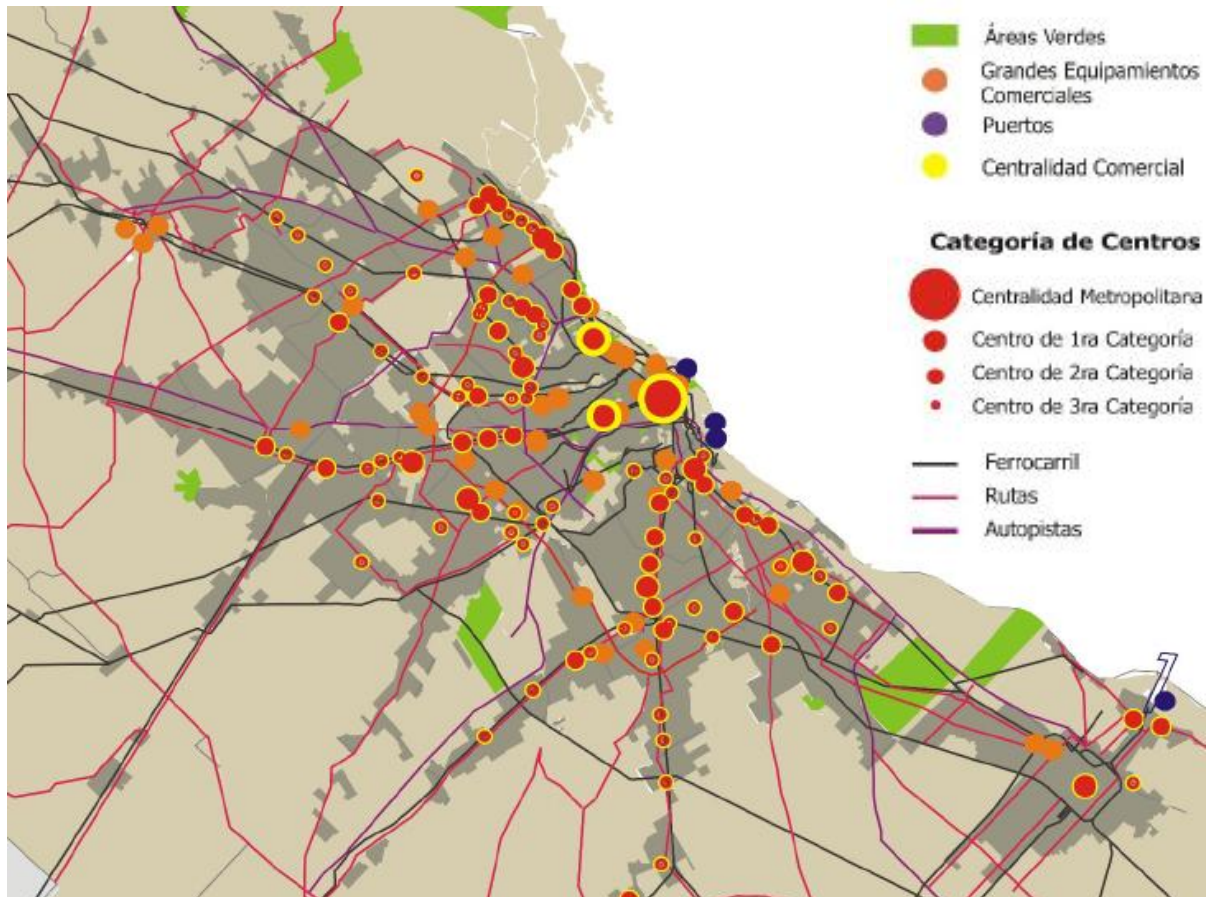 Áreas Verdes
Grandes Equipamientos
Comerciales
Puertos
Centralidad Comercial
Categoría de Centros
Centralidad Metropolitana
Centro de 1ra Categoría
Centro de 2ra Categoría
Centro de 3ra Categoría
Ferrocarril
Rutas
Autopistas